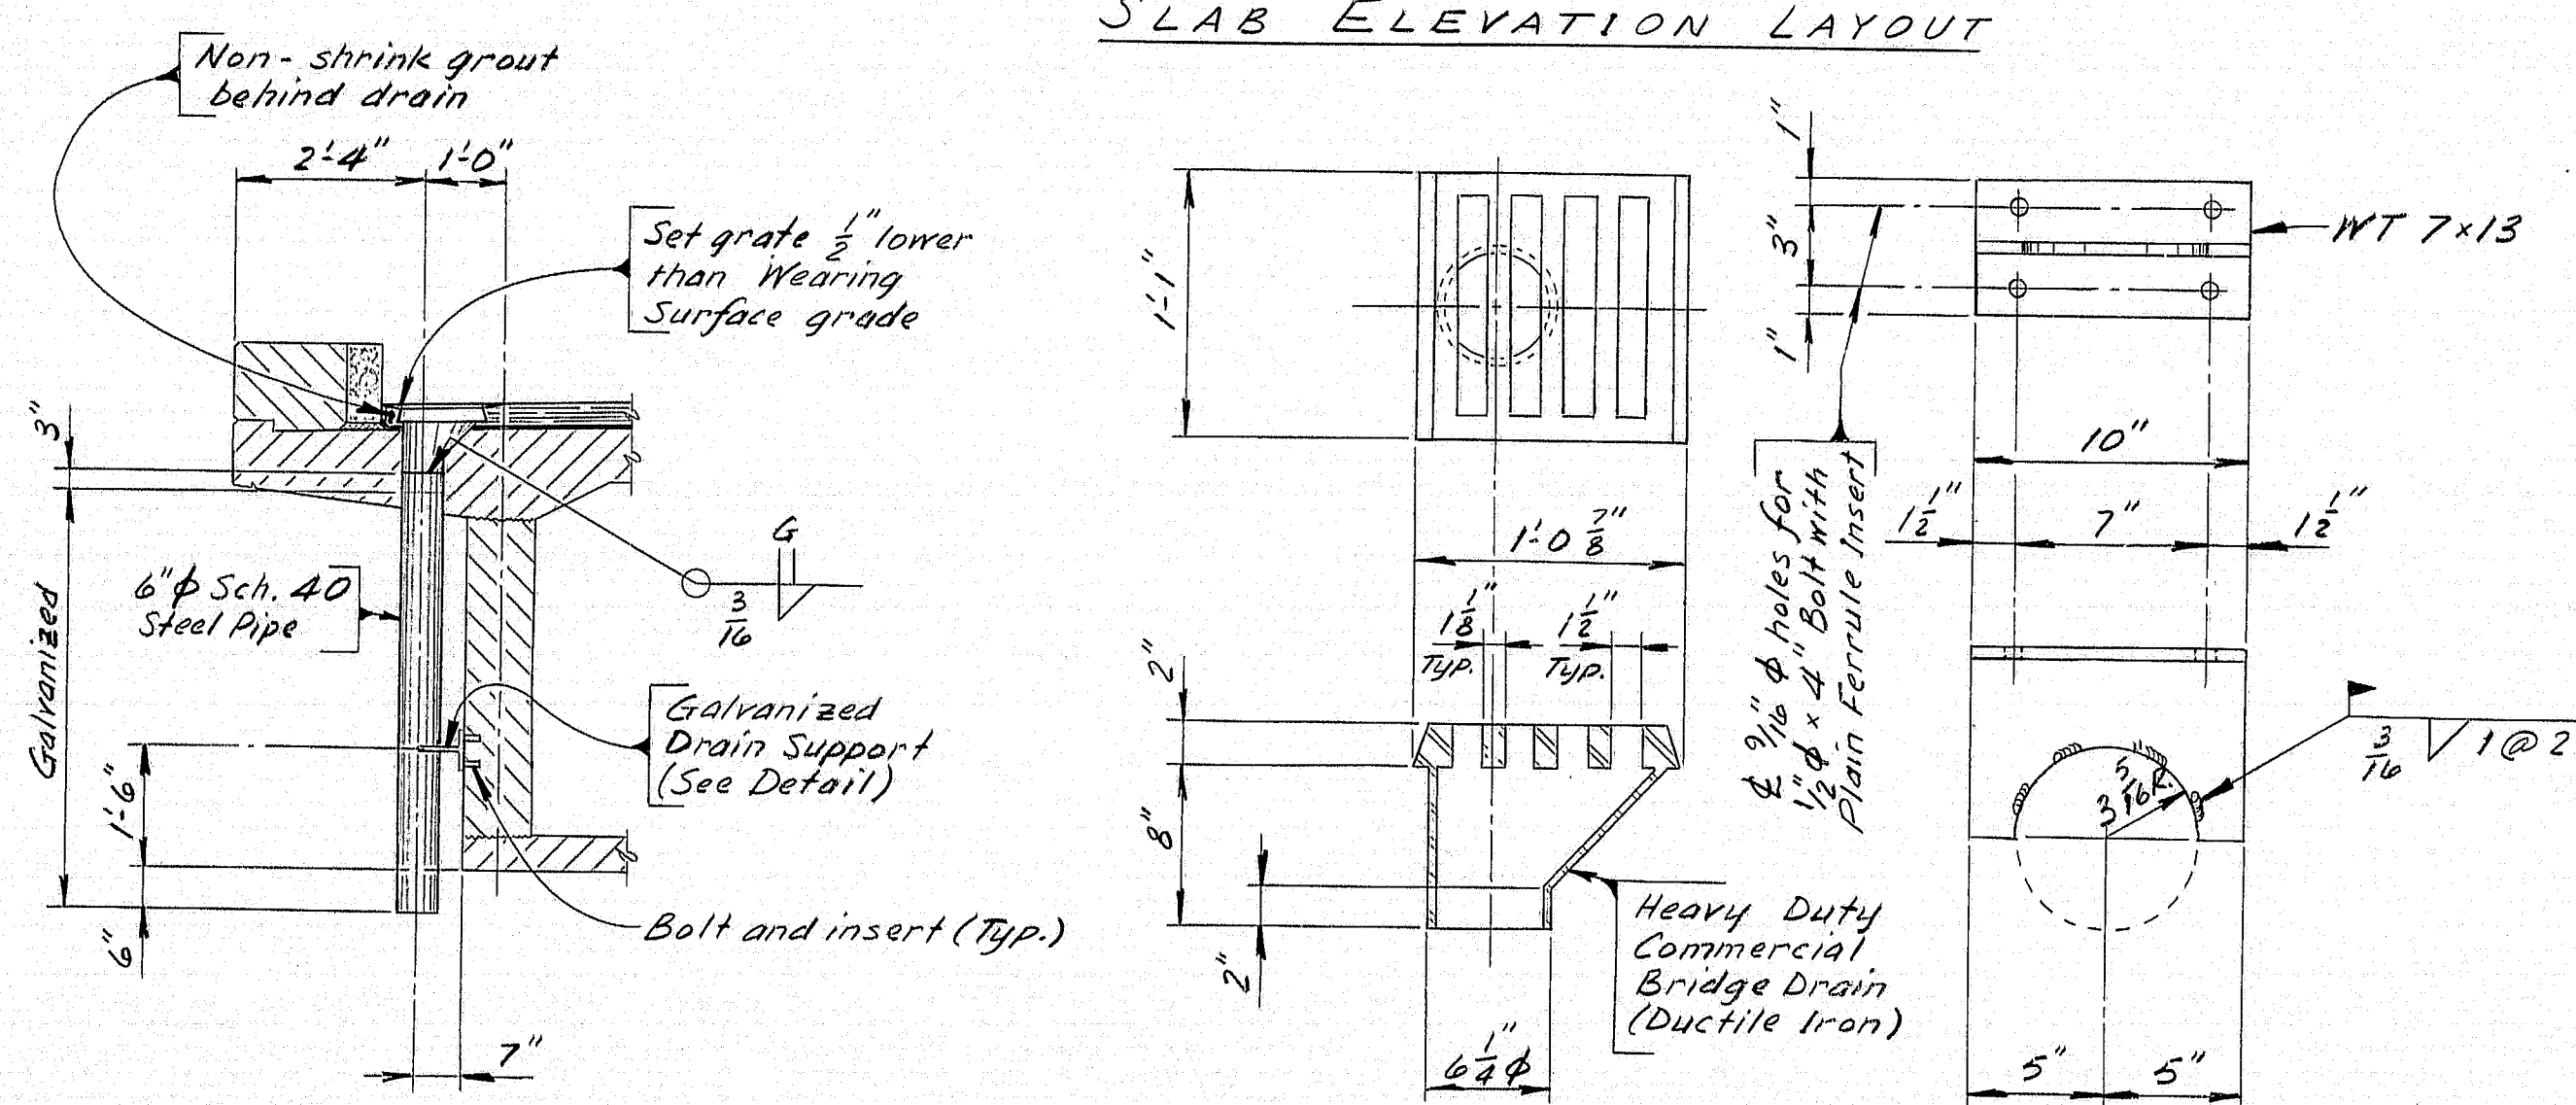 SLAB ELEVATION LAYOUT
Non-shrink grout
behind drain
2'-4" 1'-0"
Set grate 1/2" lower
than Wearing
Surface grade
3"
Galvanized
6"φ Sch. 40
Steel Pipe
G
3/16
Galvanized
Drain Support
(See Detail)
1'-6"
6"
Bolt and insert (Typ.)
7"
1'-1"
1'-0 7/8"
1 1/8" 1 1/2"
Typ. Typ.
2"
8"
2"
6 1/4" φ
Heavy Duty
Commercial
Bridge Drain
(Ductile Iron)
1"
3"
1"
WT 7x13
℄ 9/16" φ holes for
1/2" φ x 4" Bolt with
Plain Ferrule Insert
10"
1 1/2" 7" 1 1/2"
3 5/16 R.
3/16 1@2
5" 5"